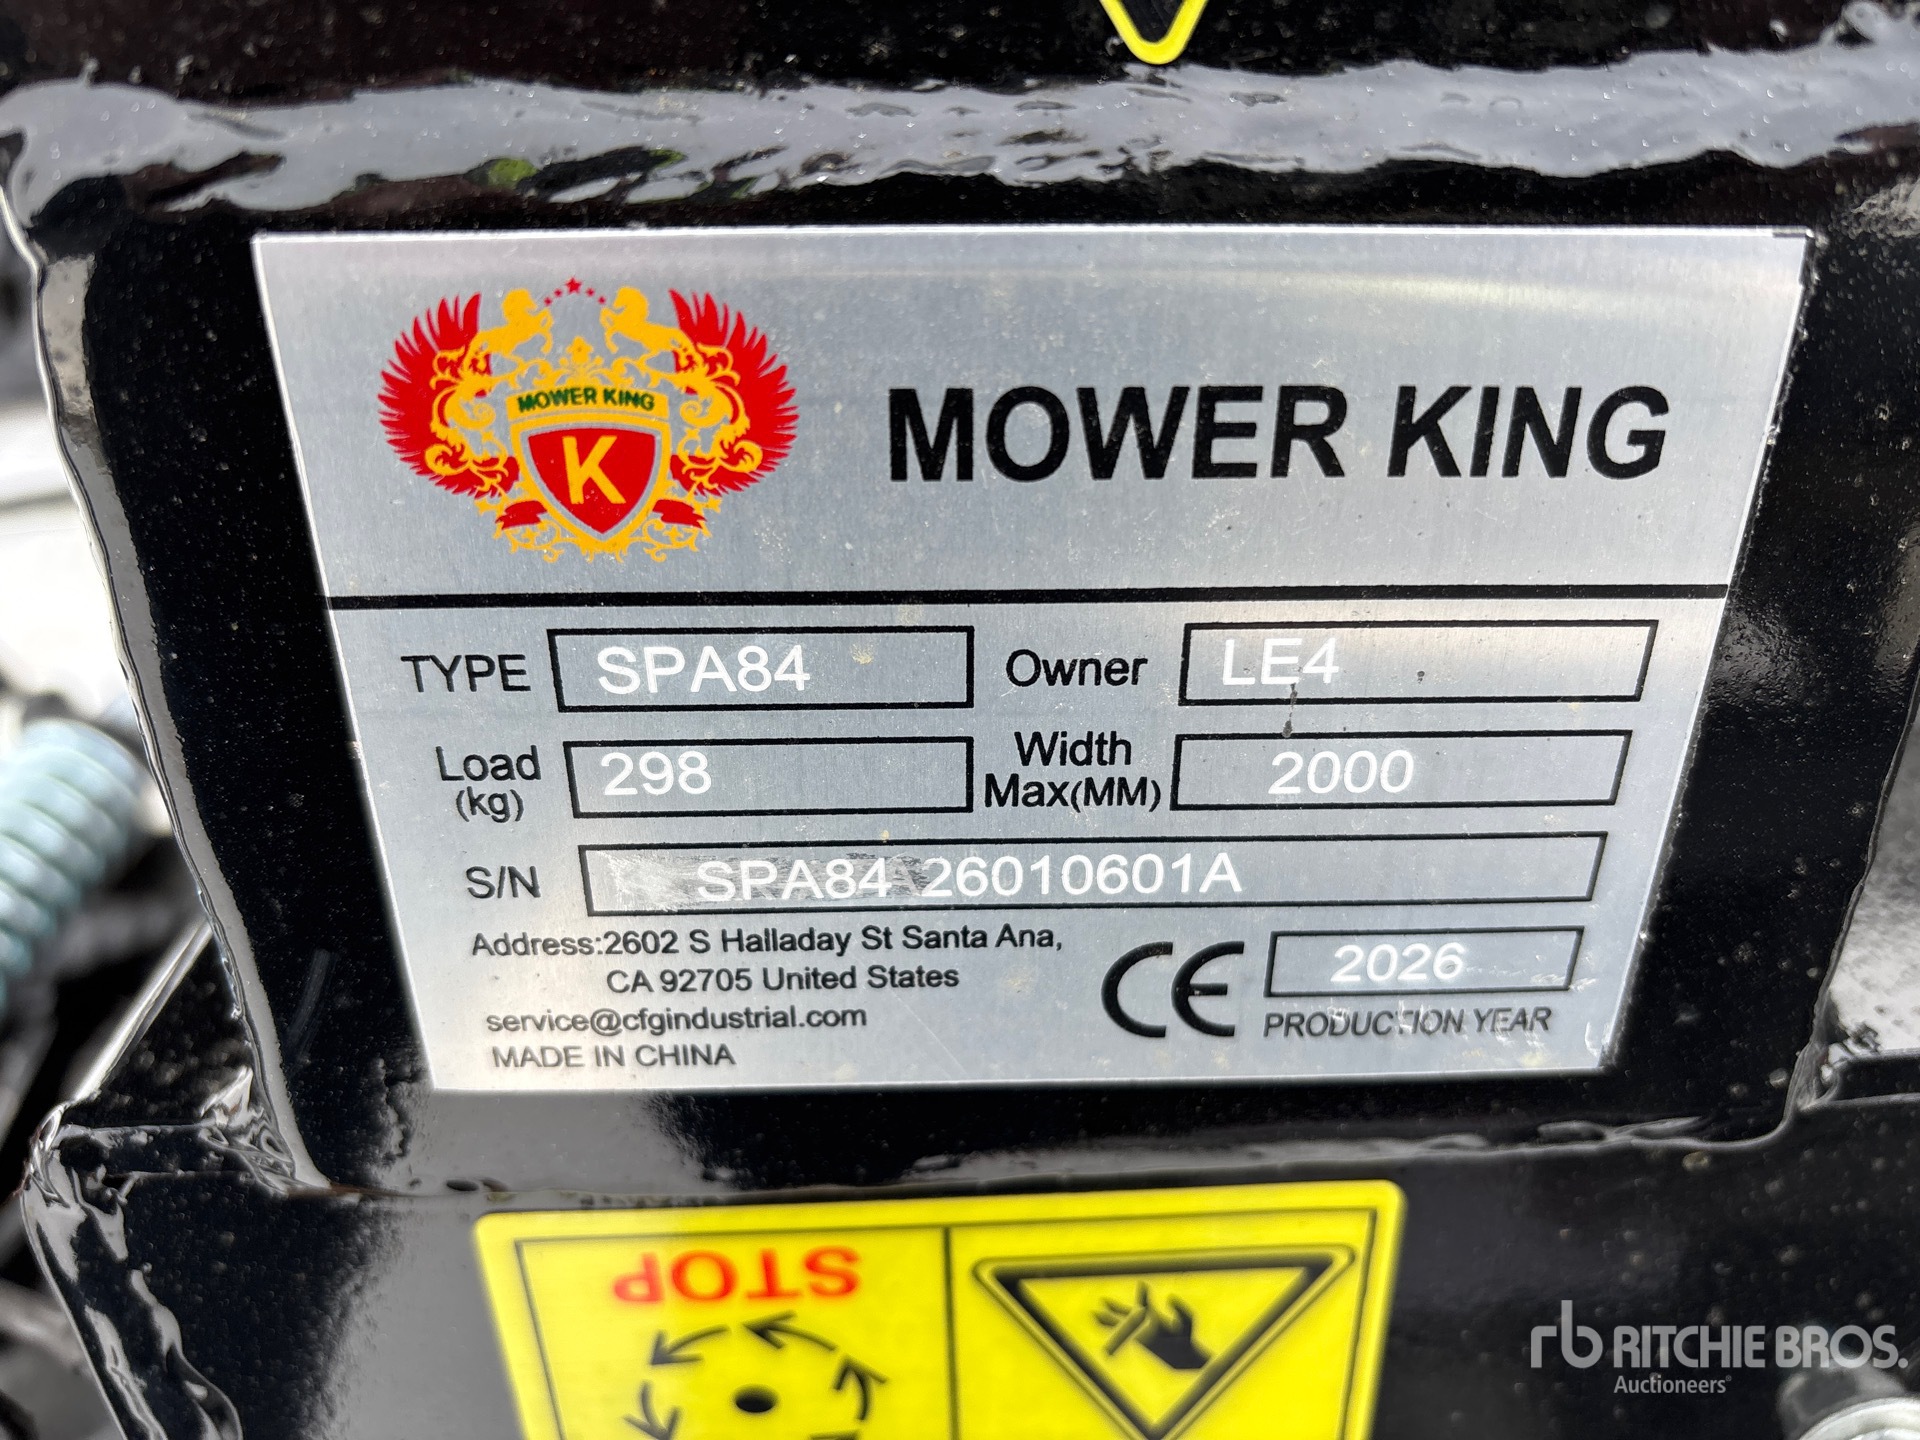 MOWER KING
K
MOWER KING
TYPE SPA84 Owner LE4
Load (kg) 298 Width Max(MM) 2000
S/N SPA84 26010601A
Address:2602 S Halladay St Santa Ana,
CA 92705 United States
service@cfgindustrial.com
MADE IN CHINA
CE 2026
PRODUCTION YEAR
STOP
rb RITCHIE BROS.
Auctioneers